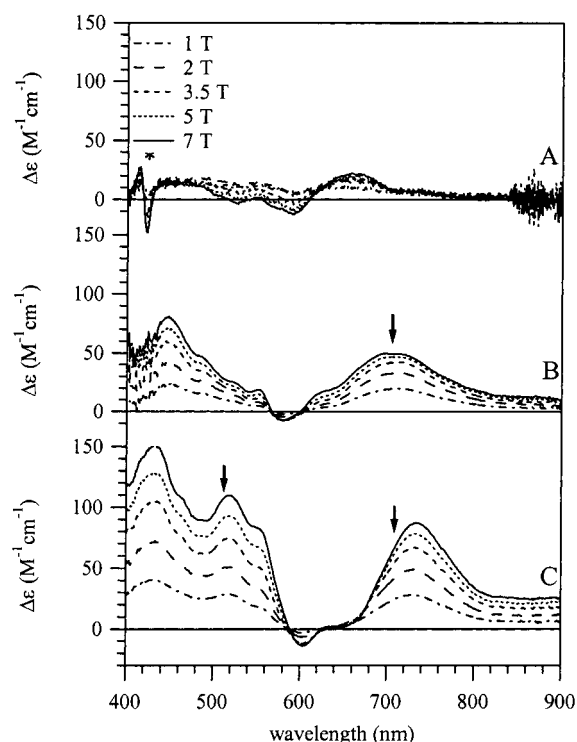 150
100
50
0
Δε (M⁻¹cm⁻¹)
1 T
2 T
3.5 T
5 T
7 T
*
A
150
100
50
0
Δε (M⁻¹cm⁻¹)
B
150
100
50
0
Δε (M⁻¹cm⁻¹)
C
400 500 600 700 800 900
wavelength (nm)